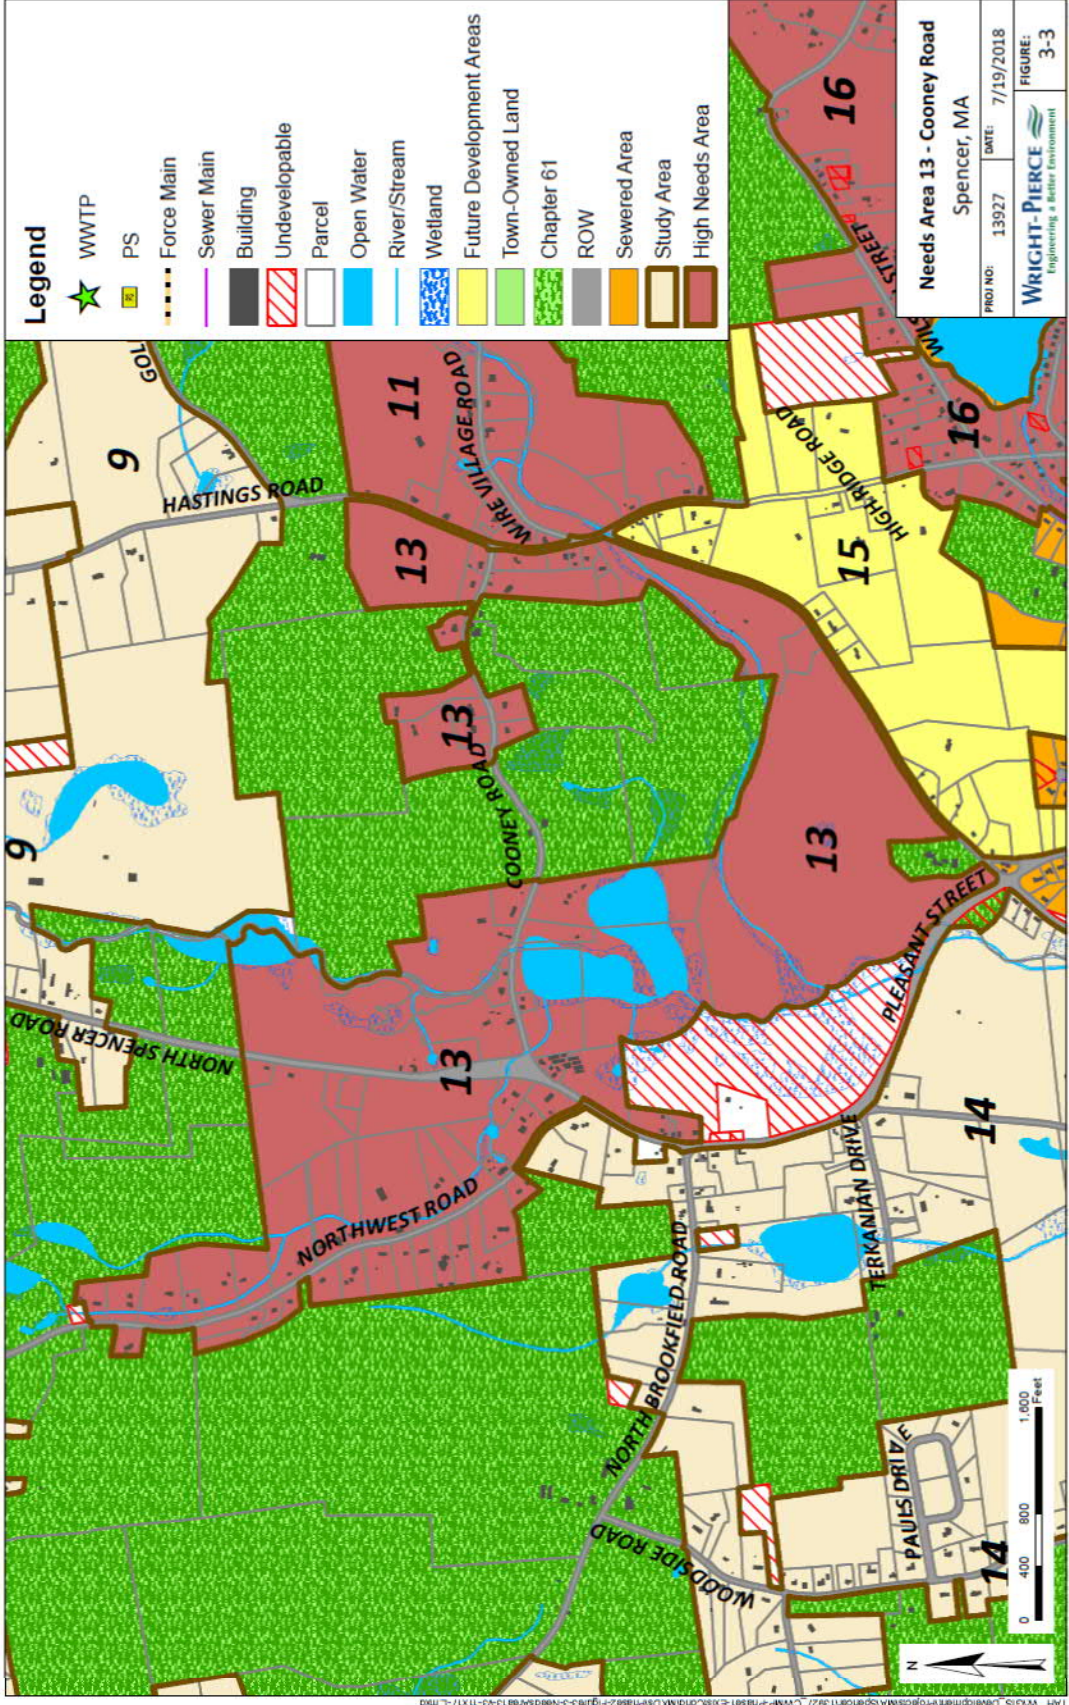 Legend
WWTP
PS
Force Main
Sewer Main
Building
Undevelopable
Parcel
Open Water
River/Stream
Wetland
Future Development Areas
Town-Owned Land
Chapter 61
ROW
Sewered Area
Study Area
High Needs Area
Needs Area 13 - Cooney Road
Spencer, MA
PROJ NO: 13927 DATE: 7/19/2018
WRIGHT-PIERCE
Engineering a Better Environment
FIGURE:
3-3
9
9
GOL
HASTINGS ROAD
11
WIRE VILLAGE ROAD
13
13
COONEY ROAD
13
13
NORTH SPENCER ROAD
NORTHWEST ROAD
HIGH RIDGE ROAD
15
16
16
STREET
PLEASANT STREET
14
TERKANIAN DRIVE
NORTH BROOKFIELD ROAD
WOODSIDE ROAD
PAULS DRIVE
14
N
0 400 800 1,600
Feet